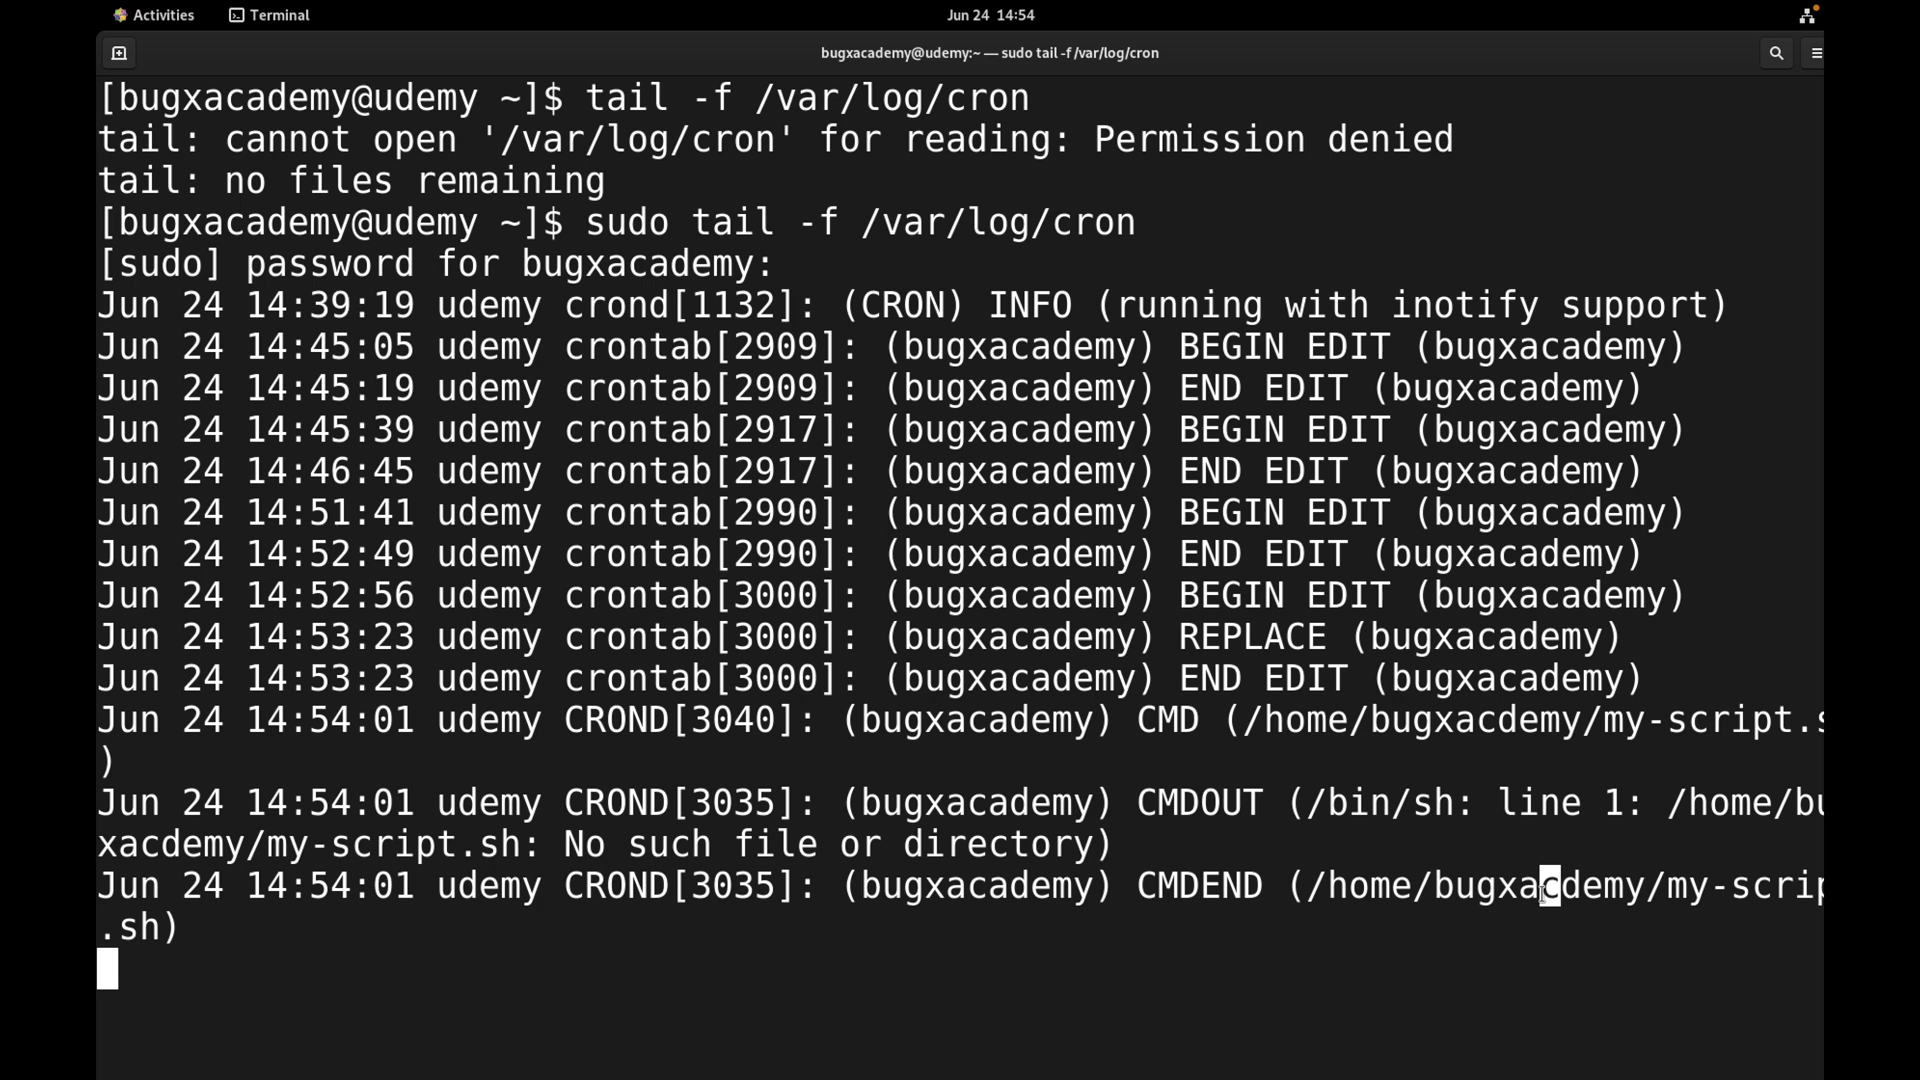 Activities
Terminal
Jun 24 14:54
bugxacademy@udemy:~ — sudo tail -f /var/log/cron
[bugxacademy@udemy ~]$ tail -f /var/log/cron
tail: cannot open '/var/log/cron' for reading: Permission denied
tail: no files remaining
[bugxacademy@udemy ~]$ sudo tail -f /var/log/cron
[sudo] password for bugxacademy:
Jun 24 14:39:19 udemy crond[1132]: (CRON) INFO (running with inotify support)
Jun 24 14:45:05 udemy crontab[2909]: (bugxacademy) BEGIN EDIT (bugxacademy)
Jun 24 14:45:19 udemy crontab[2909]: (bugxacademy) END EDIT (bugxacademy)
Jun 24 14:45:39 udemy crontab[2917]: (bugxacademy) BEGIN EDIT (bugxacademy)
Jun 24 14:46:45 udemy crontab[2917]: (bugxacademy) END EDIT (bugxacademy)
Jun 24 14:51:41 udemy crontab[2990]: (bugxacademy) BEGIN EDIT (bugxacademy)
Jun 24 14:52:49 udemy crontab[2990]: (bugxacademy) END EDIT (bugxacademy)
Jun 24 14:52:56 udemy crontab[3000]: (bugxacademy) BEGIN EDIT (bugxacademy)
Jun 24 14:53:23 udemy crontab[3000]: (bugxacademy) REPLACE (bugxacademy)
Jun 24 14:53:23 udemy crontab[3000]: (bugxacademy) END EDIT (bugxacademy)
Jun 24 14:54:01 udemy CROND[3040]: (bugxacademy) CMD (/home/bugxacdemy/my-script.s
)
Jun 24 14:54:01 udemy CROND[3035]: (bugxacademy) CMDOUT (/bin/sh: line 1: /home/bu
xacdemy/my-script.sh: No such file or directory)
Jun 24 14:54:01 udemy CROND[3035]: (bugxacademy) CMDEND (/home/bugxacdemy/my-scrip
.sh)